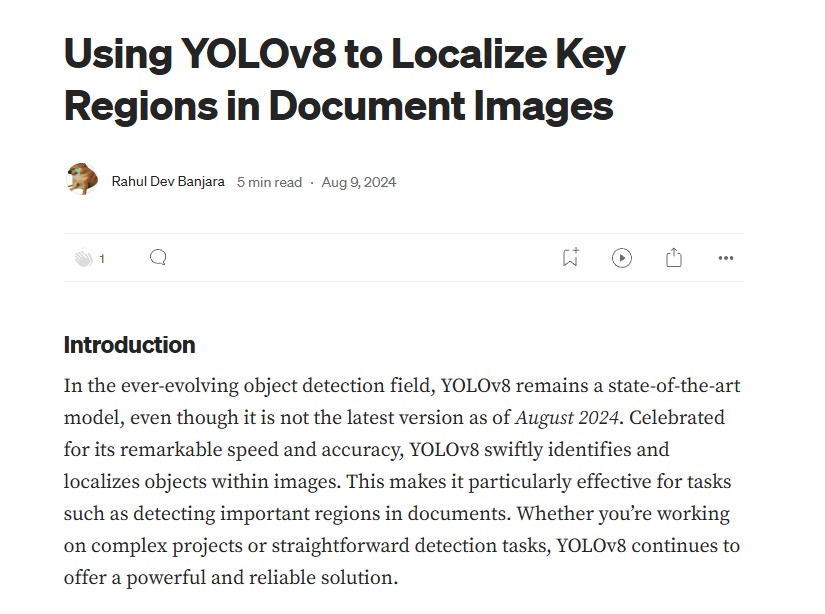 Using YOLOv8 to Localize Key
Regions in Document Images
Rahul Dev Banjara 5 min read · Aug 9, 2024
1
Introduction
In the ever-evolving object detection field, YOLOv8 remains a state-of-the-art
model, even though it is not the latest version as of August 2024. Celebrated
for its remarkable speed and accuracy, YOLOv8 swiftly identifies and
localizes objects within images. This makes it particularly effective for tasks
such as detecting important regions in documents. Whether you’re working
on complex projects or straightforward detection tasks, YOLOv8 continues to
offer a powerful and reliable solution.